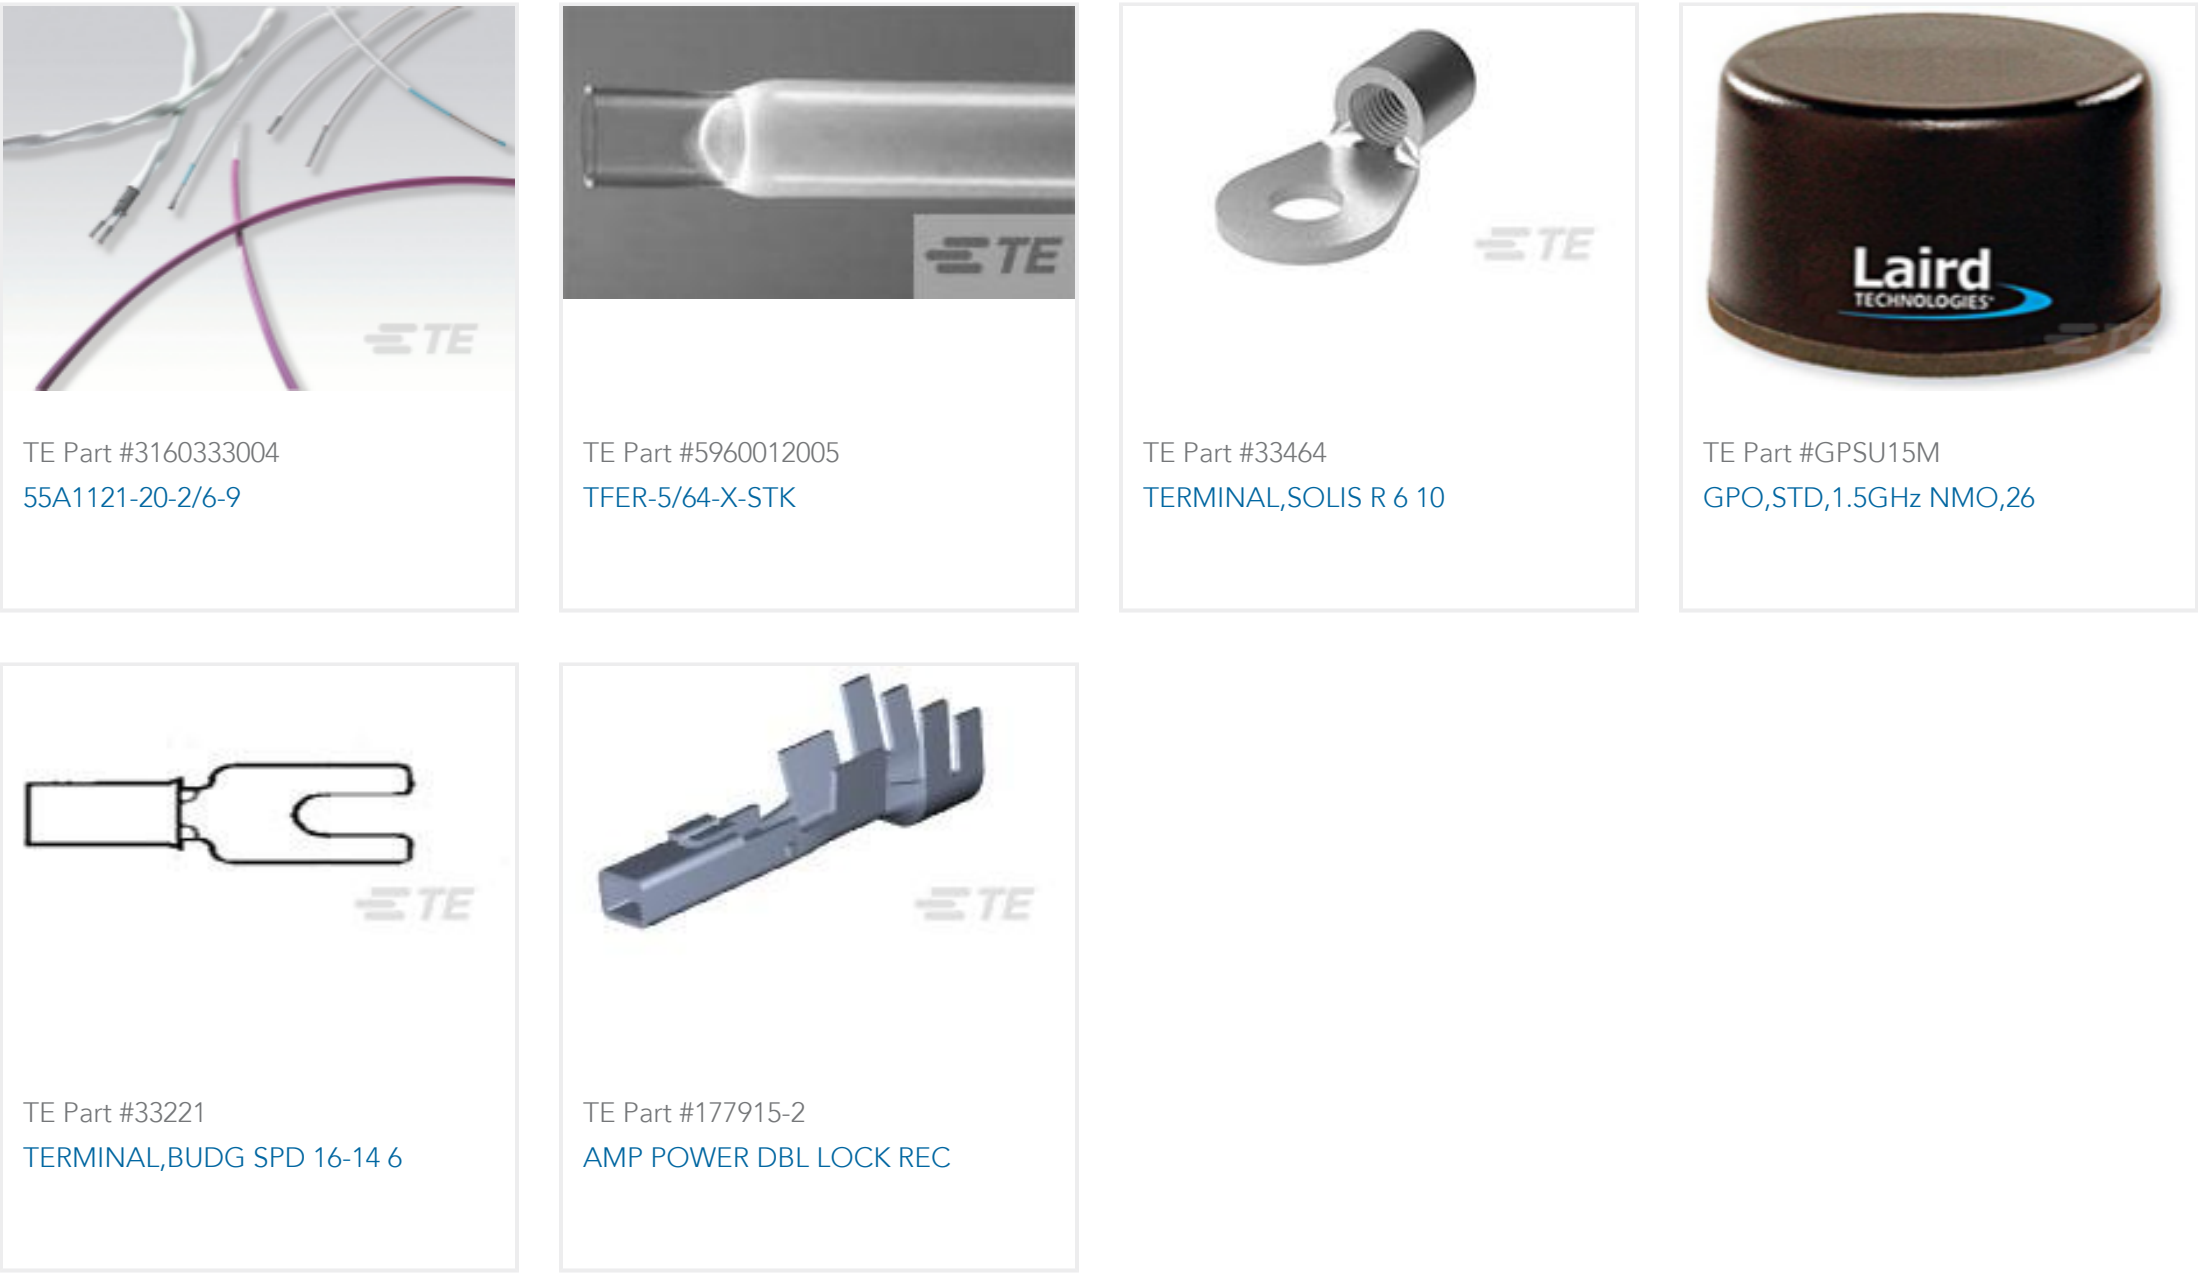 TE
TE
TE
Laird
TECHNOLOGIES
TE
TE Part #3160333004
55A1121-20-2/6-9
TE Part #5960012005
TFER-5/64-X-STK
TE Part #33464
TERMINAL,SOLIS R 6 10
TE Part #GPSU15M
GPO,STD,1.5GHz NMO,26
TE
TE
TE Part #33221
TERMINAL,BUDG SPD 16-14 6
TE Part #177915-2
AMP POWER DBL LOCK REC